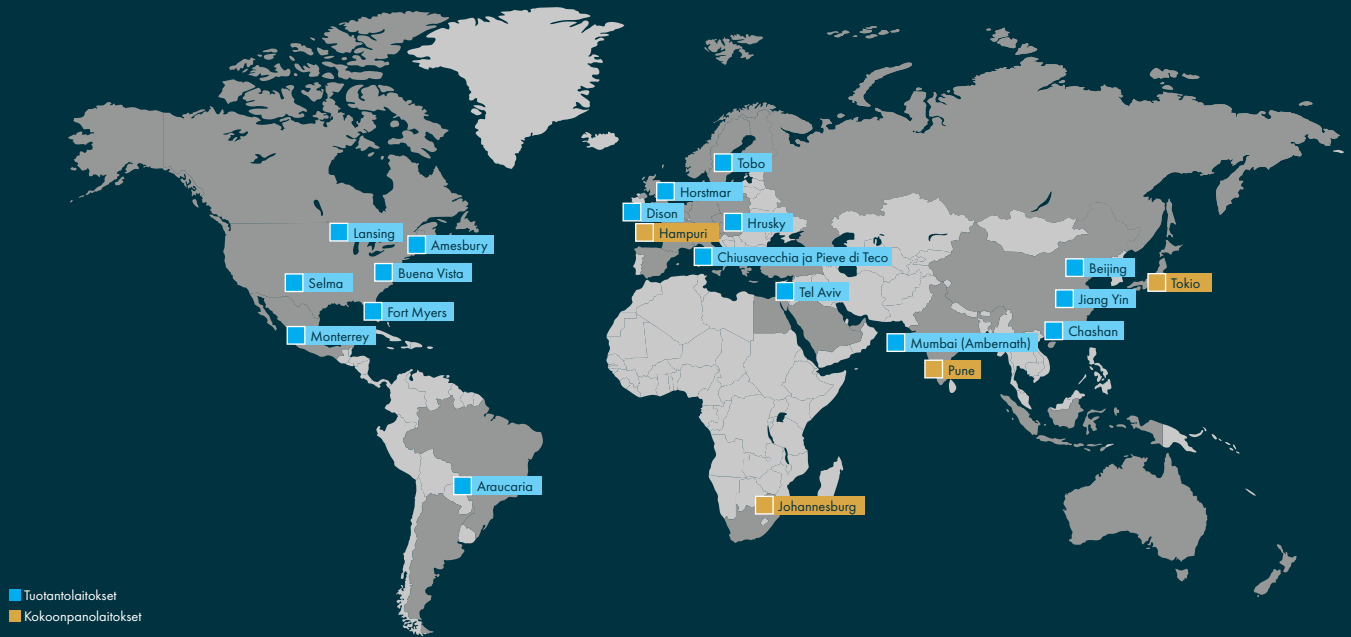 Tobo
Horstmar
Dison
Hrusky
Hampuri
Chiusavecchia ja Pieve di Teco
Tel Aviv
Lansing
Amesbury
Buena Vista
Selma
Fort Myers
Monterrey
Beijing
Tokio
Jiang Yin
Chashan
Mumbai (Ambernath)
Pune
Araucaria
Johannesburg
Tuotantolaitokset
Kokoonpanolaitokset